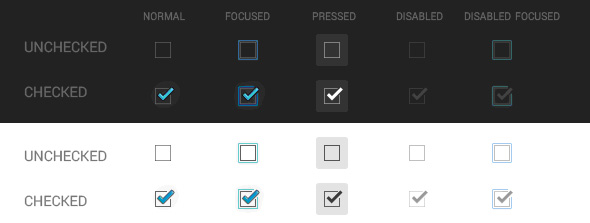 NORMAL FOCUSED PRESSED DISABLED DISABLED FOCUSED
UNCHECKED
CHECKED
UNCHECKED
CHECKED